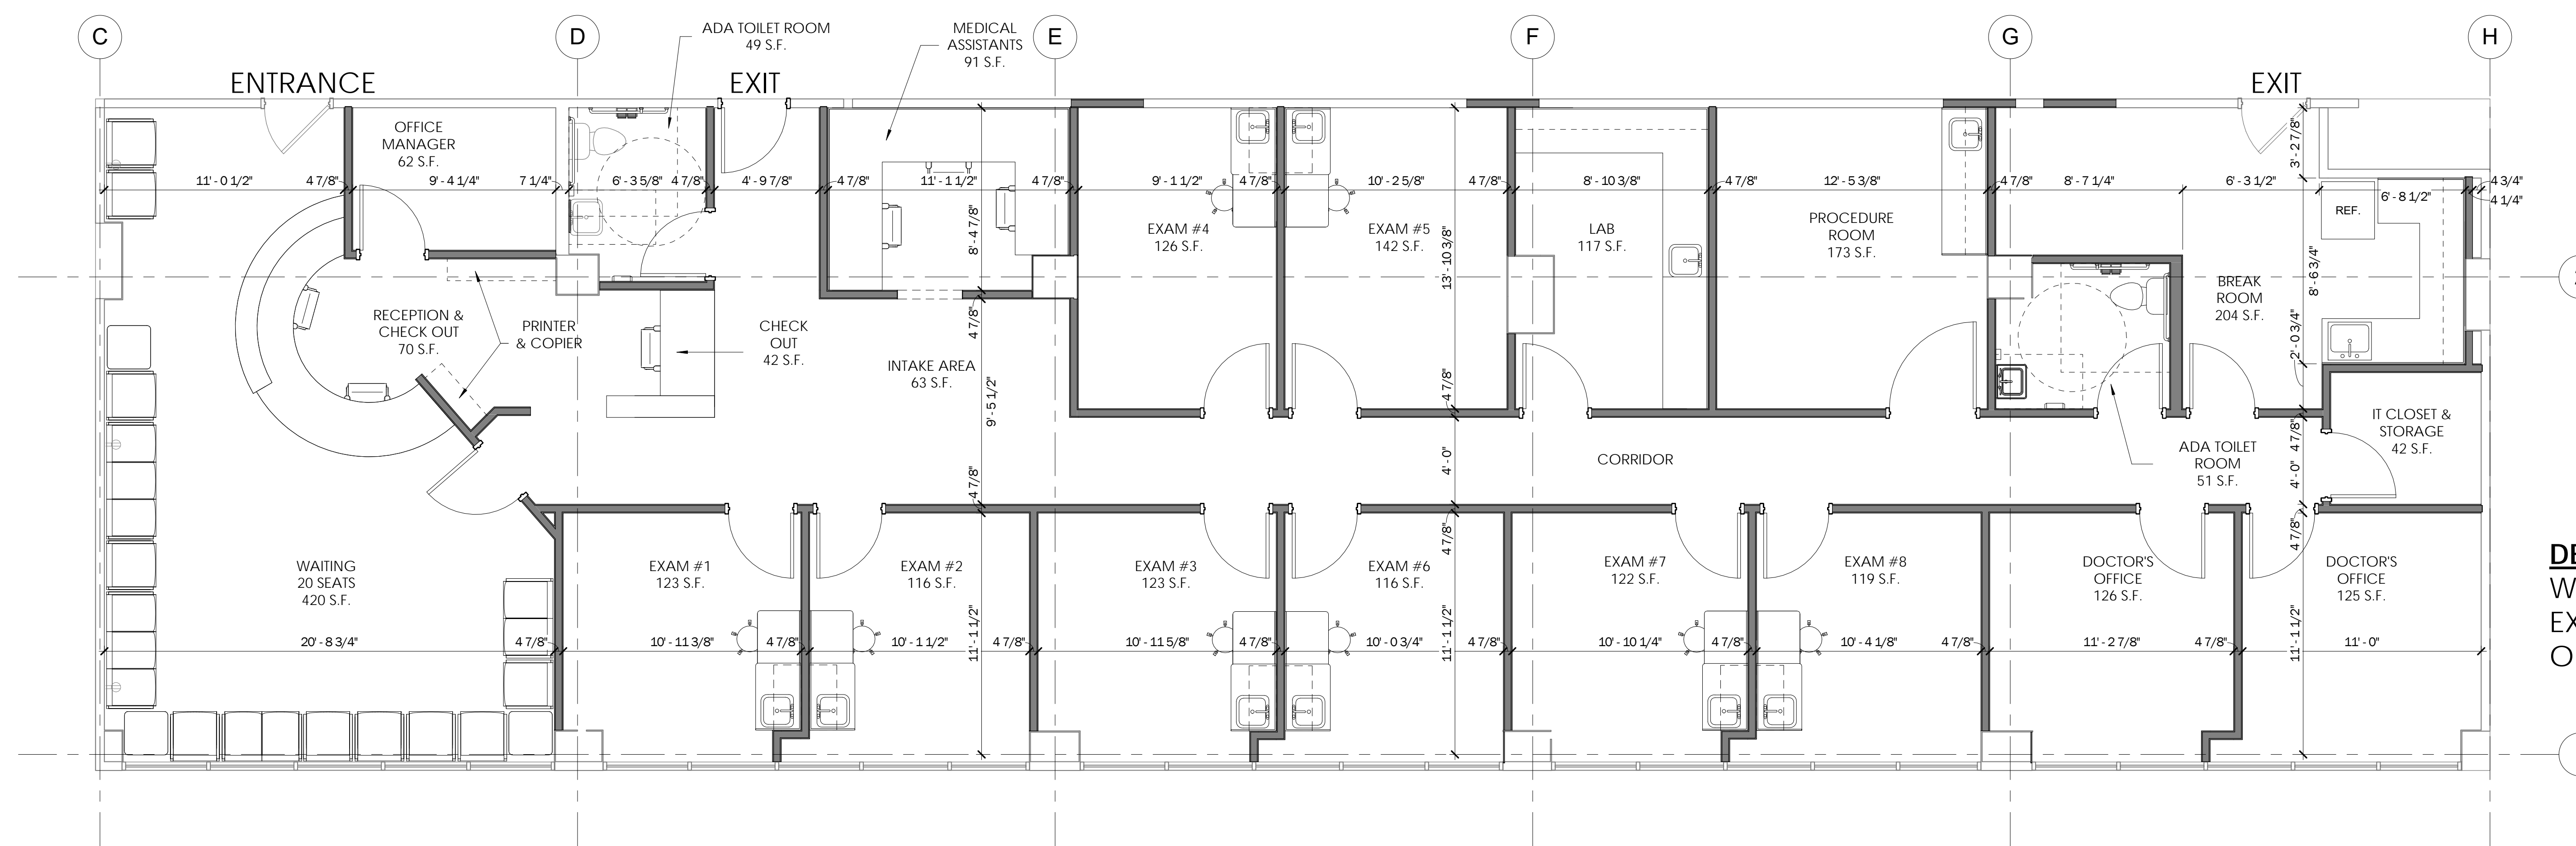 C
D
E
F
G
H
ADA TOILET ROOM
49 S.F.
MEDICAL
ASSISTANTS
91 S.F.
ENTRANCE
EXIT
EXIT
OFFICE
MANAGER
62 S.F.
11' - 0 1/2"
4 7/8"
9' - 4 1/4"
7 1/4"
6' - 3 5/8"
4 7/8"
4' - 9 7/8"
4 7/8"
11' - 1 1/2"
4 7/8"
9' - 1 1/2"
4 7/8"
10' - 2 5/8"
4 7/8"
8' - 10 3/8"
4 7/8"
12' - 5 3/8"
4 7/8"
8' - 7 1/4"
6' - 3 1/2"
6' - 8 1/2"
4 3/4"
4 1/4"
3' - 2 7/8"
REF.
8' - 4 7/8"
EXAM #4
126 S.F.
EXAM #5
142 S.F.
13' - 10 3/8"
LAB
117 S.F.
PROCEDURE
ROOM
173 S.F.
BREAK
ROOM
204 S.F.
8' - 6 3/4"
2' - 0 3/4"
RECEPTION &
CHECK OUT
70 S.F.
PRINTER
& COPIER
CHECK
OUT
42 S.F.
4 7/8"
INTAKE AREA
63 S.F.
9' - 5 1/2"
4 7/8"
4 7/8"
4' - 0"
CORRIDOR
ADA TOILET
ROOM
51 S.F.
4 7/8"
4' - 0"
IT CLOSET &
STORAGE
42 S.F.
4 7/8"
4 7/8"
WAITING
20 SEATS
420 S.F.
EXAM #1
123 S.F.
EXAM #2
116 S.F.
EXAM #3
123 S.F.
EXAM #6
116 S.F.
EXAM #7
122 S.F.
EXAM #8
119 S.F.
DOCTOR'S
OFFICE
126 S.F.
DOCTOR'S
OFFICE
125 S.F.
11' - 1 1/2"
11' - 1 1/2"
11' - 1 1/2"
20' - 8 3/4"
4 7/8"
10' - 11 3/8"
4 7/8"
10' - 1 1/2"
4 7/8"
10' - 11 5/8"
4 7/8"
10' - 0 3/4"
4 7/8"
10' - 10 1/4"
4 7/8"
10' - 4 1/8"
4 7/8"
11' - 2 7/8"
4 7/8"
11' - 0"
DE
W
EX
O